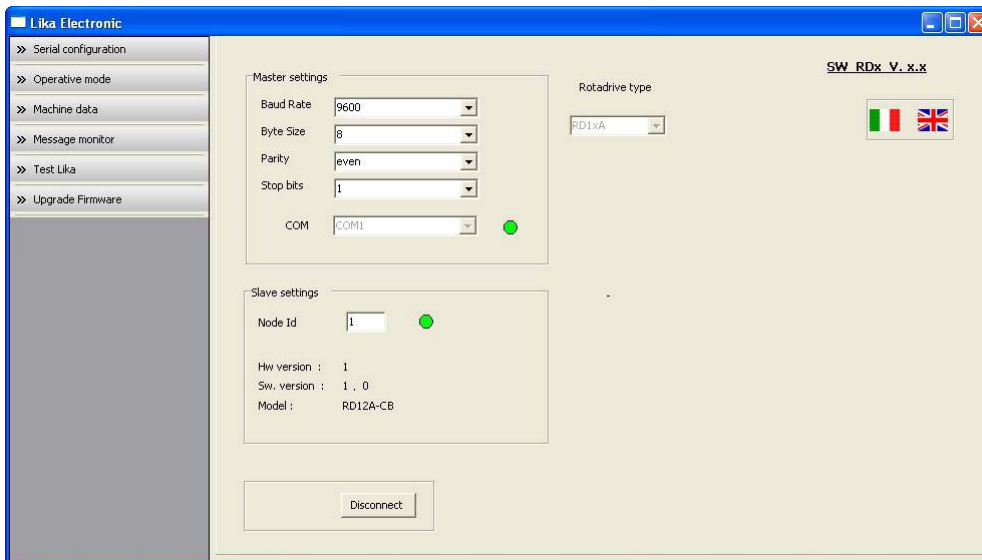 Lika Electronic
» Serial configuration
» Operative mode
» Machine data
» Message monitor
» Test Lika
» Upgrade Firmware
Master settings
Baud Rate 9600
Byte Size 8
Parity even
Stop bits 1
COM COM1
Rotadrive type
RD1xA
SW RDx V. x.x
Slave settings
Node Id 1
Hw version : 1
Sw. version : 1 , 0
Model : RD12A-CB
-
Disconnect